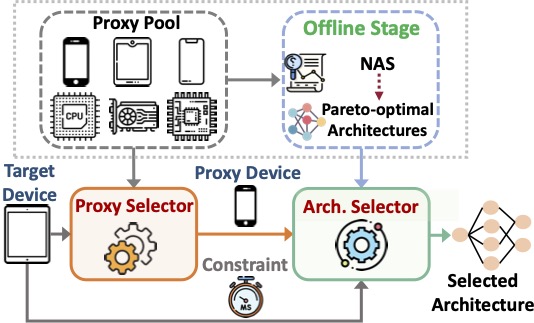 Proxy Pool
CPU
Offline Stage
NAS
Pareto-optimal
Architectures
Target
Device
Proxy Selector
Proxy Device
Arch. Selector
Constraint
MS
Selected
Architecture